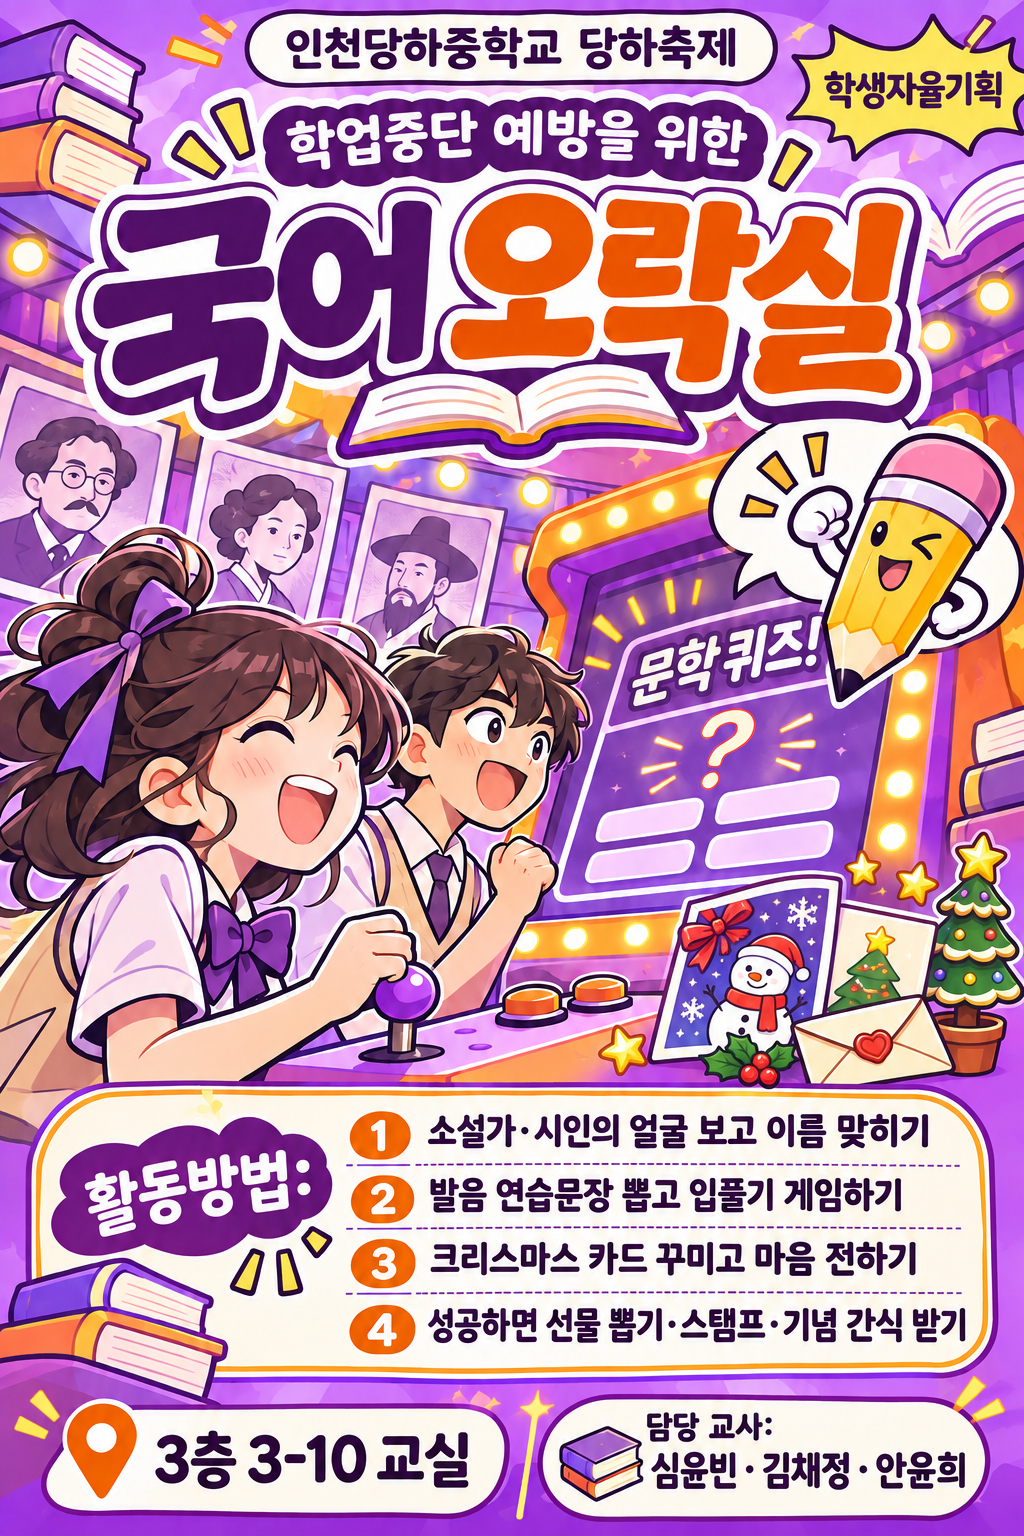 인천당하중학교 당하축제
학생자율기획
학업중단 예방을 위한
국어 오락실
문학 퀴즈!
?
활동방법:
1 소설가·시인의 얼굴 보고 이름 맞히기
2 발음 연습문장 뽑고 입풀기 게임하기
3 크리스마스 카드 꾸미고 마음 전하기
4 성공하면 선물 뽑기·스탬프·기념 간식 받기
3층 3-10 교실
담당 교사:
심윤빈·김채정·안윤희